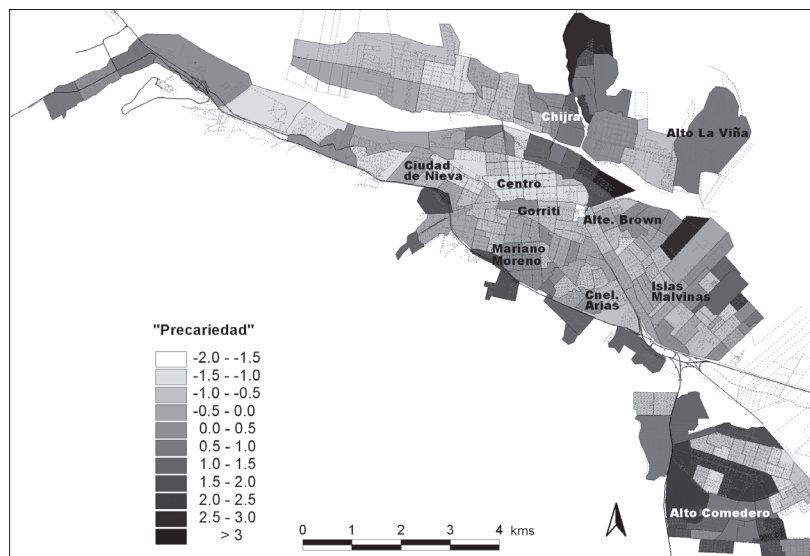 Chijra
Alto La Viña
Ciudad
de Nieva
Centro
Gorriti
Alte. Brown
Mariano
Moreno
Islas
Malvinas
Cnel.
Arias
"Precariedad"
-2.0 - -1.5
-1.5 - -1.0
-1.0 - -0.5
-0.5 - 0.0
0.0 - 0.5
0.5 - 1.0
1.0 - 1.5
1.5 - 2.0
2.0 - 2.5
2.5 - 3.0
> 3
Alto Comedero
0 1 2 3 4 kms